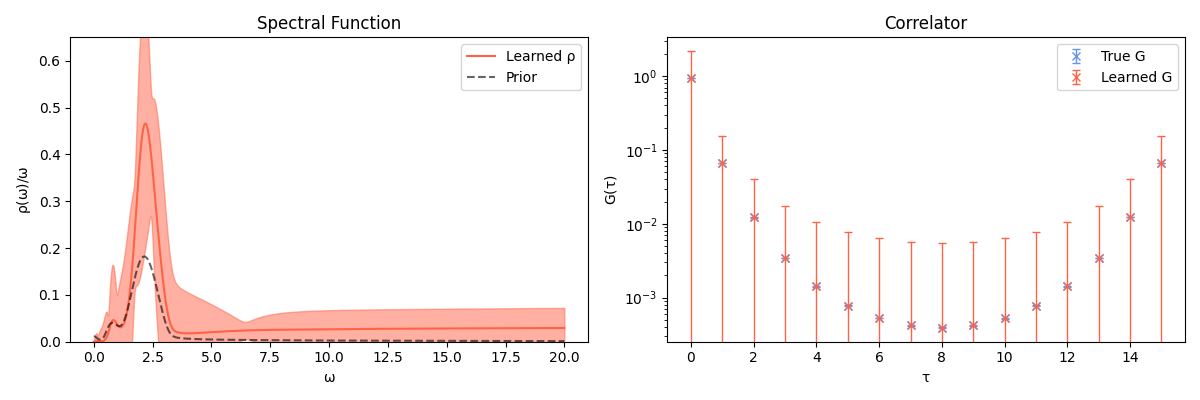 Spectral Function
ρ(ω)/ω
0.6
0.5
0.4
0.3
0.2
0.1
0.0
0.0 2.5 5.0 7.5 10.0 12.5 15.0 17.5 20.0
ω
Learned ρ
Prior
Correlator
G(τ)
10⁰
10⁻¹
10⁻²
10⁻³
0 2 4 6 8 10 12 14
τ
True G
Learned G